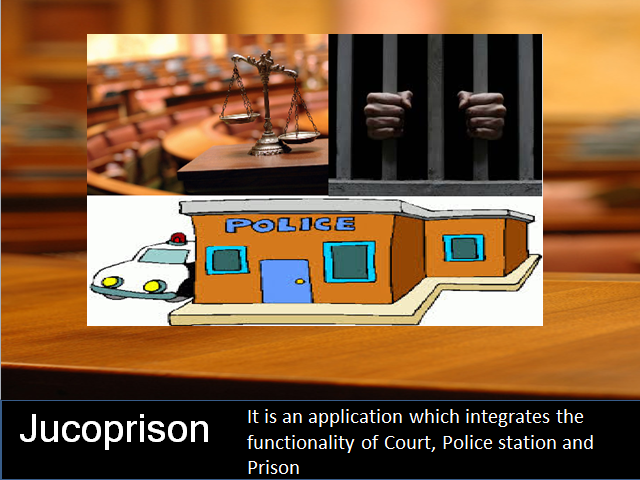 POLICE
Jucoprison
It is an application which integrates the
functionality of Court, Police station and
Prison